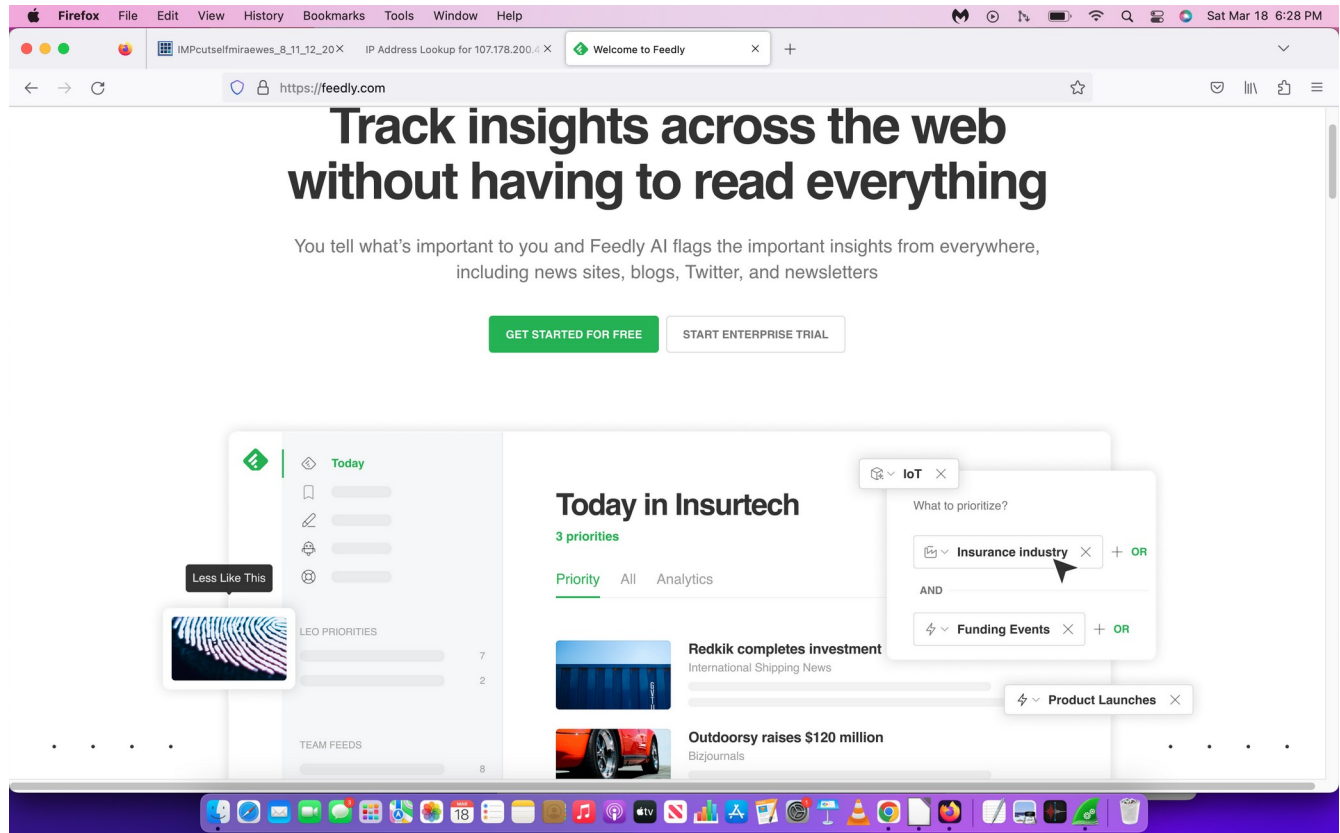 Firefox File Edit View History Bookmarks Tools Window Help Sat Mar 18 6:28 PM
IMPcutselfmiraewes_8_11_12_20 IP Address Lookup for 107.178.200.4 Welcome to Feedly
https://feedly.com
Track insights across the web
without having to read everything
You tell what's important to you and Feedly AI flags the important insights from everywhere,
including news sites, blogs, Twitter, and newsletters
GET STARTED FOR FREE START ENTERPRISE TRIAL
Today
Less Like This
LEO PRIORITIES
7
2
TEAM FEEDS
8
Today in Insurtech
3 priorities
Priority All Analytics
Redkik completes investment
International Shipping News
Outdoorsy raises $120 million
Bizjournals
IoT
What to prioritize?
Insurance industry + OR
AND
Funding Events + OR
Product Launches
MAR
18
tv